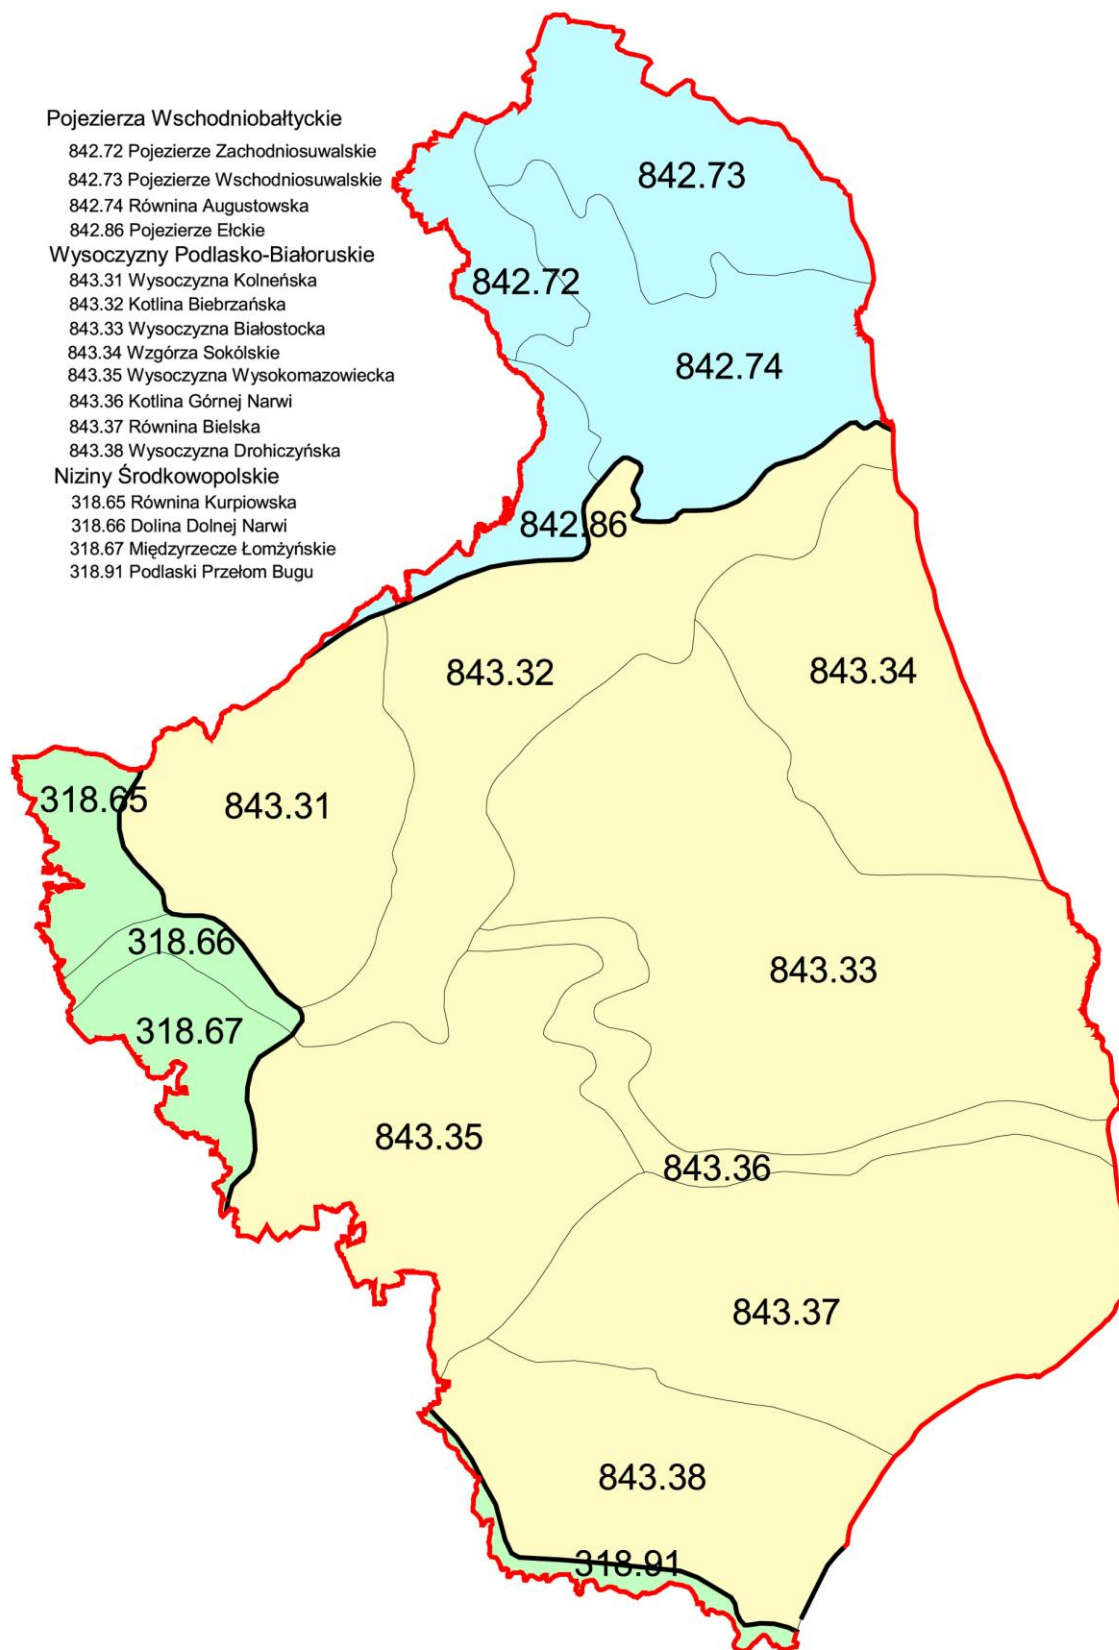 Pojezierza Wschodniobałtyckie
842.72 Pojezierze Zachodniosuwalskie
842.73 Pojezierze Wschodniosuwalskie
842.74 Równina Augustowska
842.86 Pojezierze Ełckie
Wysoczyzny Podlasko-Białoruskie
843.31 Wysoczyzna Kolneńska
843.32 Kotlina Biebrzańska
843.33 Wysoczyzna Białostocka
843.34 Wzgórza Sokólskie
843.35 Wysoczyzna Wysokomazowiecka
843.36 Kotlina Górnej Narwi
843.37 Równina Bielska
843.38 Wysoczyzna Drohiczyńska
Niziny Środkowopolskie
318.65 Równina Kurpiowska
318.66 Dolina Dolnej Narwi
318.67 Międzyrzecze Łomżyńskie
318.91 Podlaski Przełom Bugu
842.73
842.72
842.74
842.86
843.32
843.34
318.65
843.31
318.66
843.33
318.67
843.35
843.36
843.37
843.38
318.91